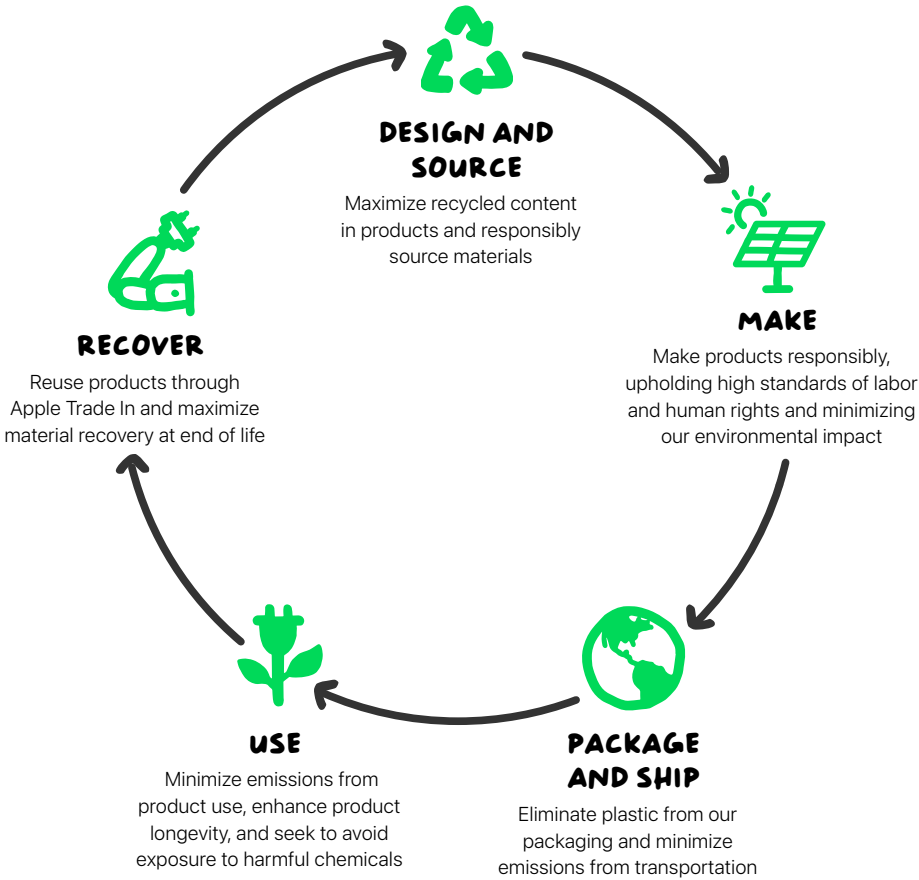 DESIGN AND
SOURCE
Maximize recycled content
in products and responsibly
source materials
MAKE
Make products responsibly,
upholding high standards of labor
and human rights and minimizing
our environmental impact
PACKAGE
AND SHIP
Eliminate plastic from our
packaging and minimize
emissions from transportation
USE
Minimize emissions from
product use, enhance product
longevity, and seek to avoid
exposure to harmful chemicals
RECOVER
Reuse products through
Apple Trade In and maximize
material recovery at end of life